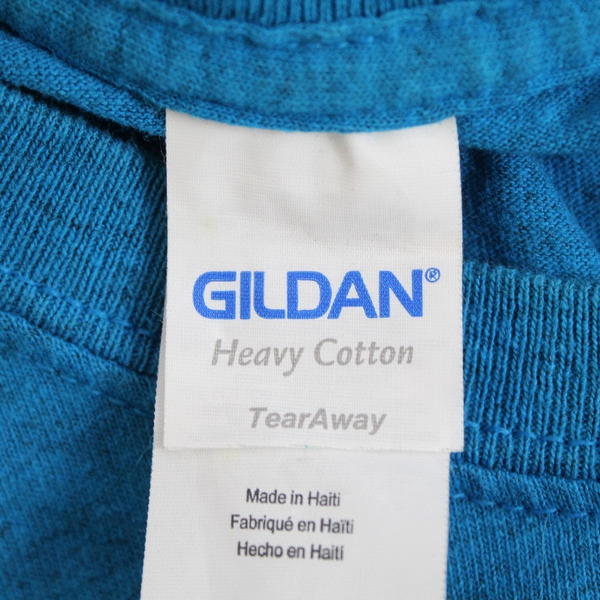 GILDAN®
Heavy Cotton
TearAway
Made in Haiti
Fabriqué en Haïti
Hecho en Haití